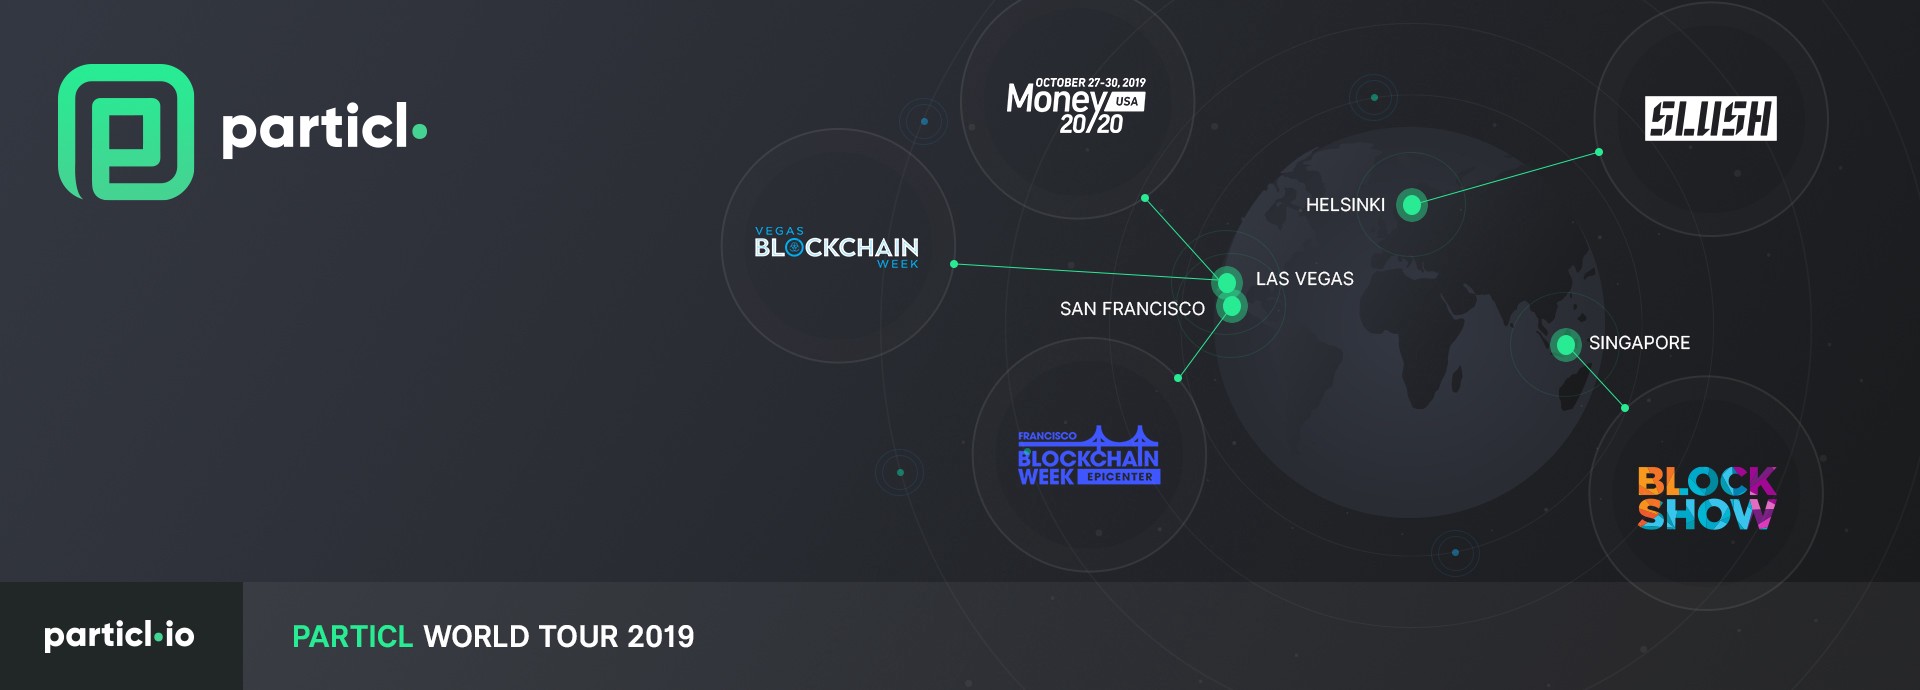 particl
OCTOBER 27-30, 2019
Money USA
20/20
SLUSH
VEGAS
BLOCKCHAIN
WEEK
HELSINKI
LAS VEGAS
SAN FRANCISCO
SINGAPORE
FRANCISCO
BLOCKCHAIN
WEEK EPICENTER
BLOCK
SHOW
particl.io
PARTICL WORLD TOUR 2019